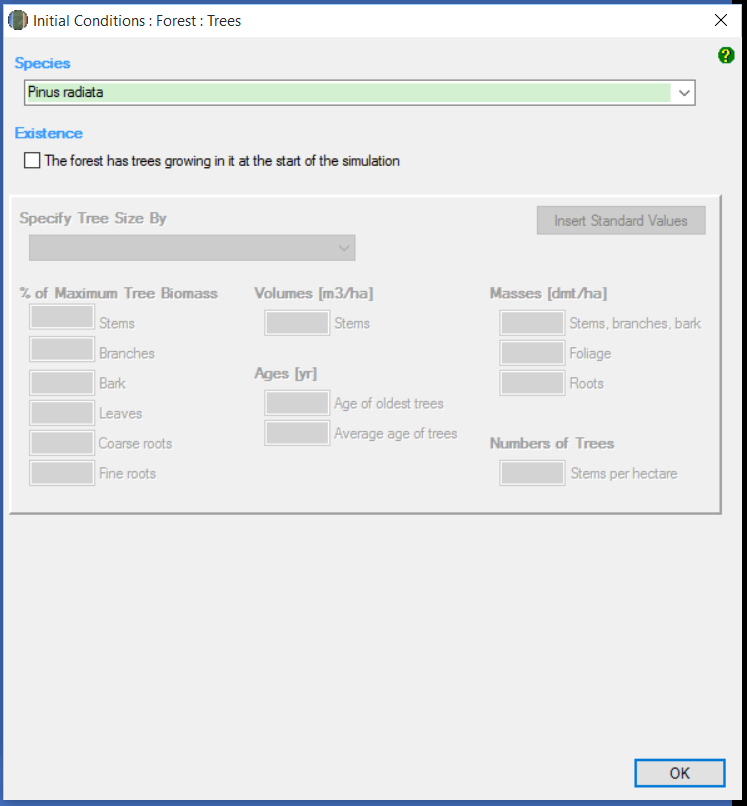 Initial Conditions : Forest : Trees
?
Species
Pinus radiata
Existence
The forest has trees growing in it at the start of the simulation
Specify Tree Size By
Insert Standard Values
% of Maximum Tree Biomass
Stems
Branches
Bark
Leaves
Coarse roots
Fine roots
Volumes [m3/ha]
Stems
Ages [yr]
Age of oldest trees
Average age of trees
Masses [dmt/ha]
Stems, branches, bark
Foliage
Roots
Numbers of Trees
Stems per hectare
OK